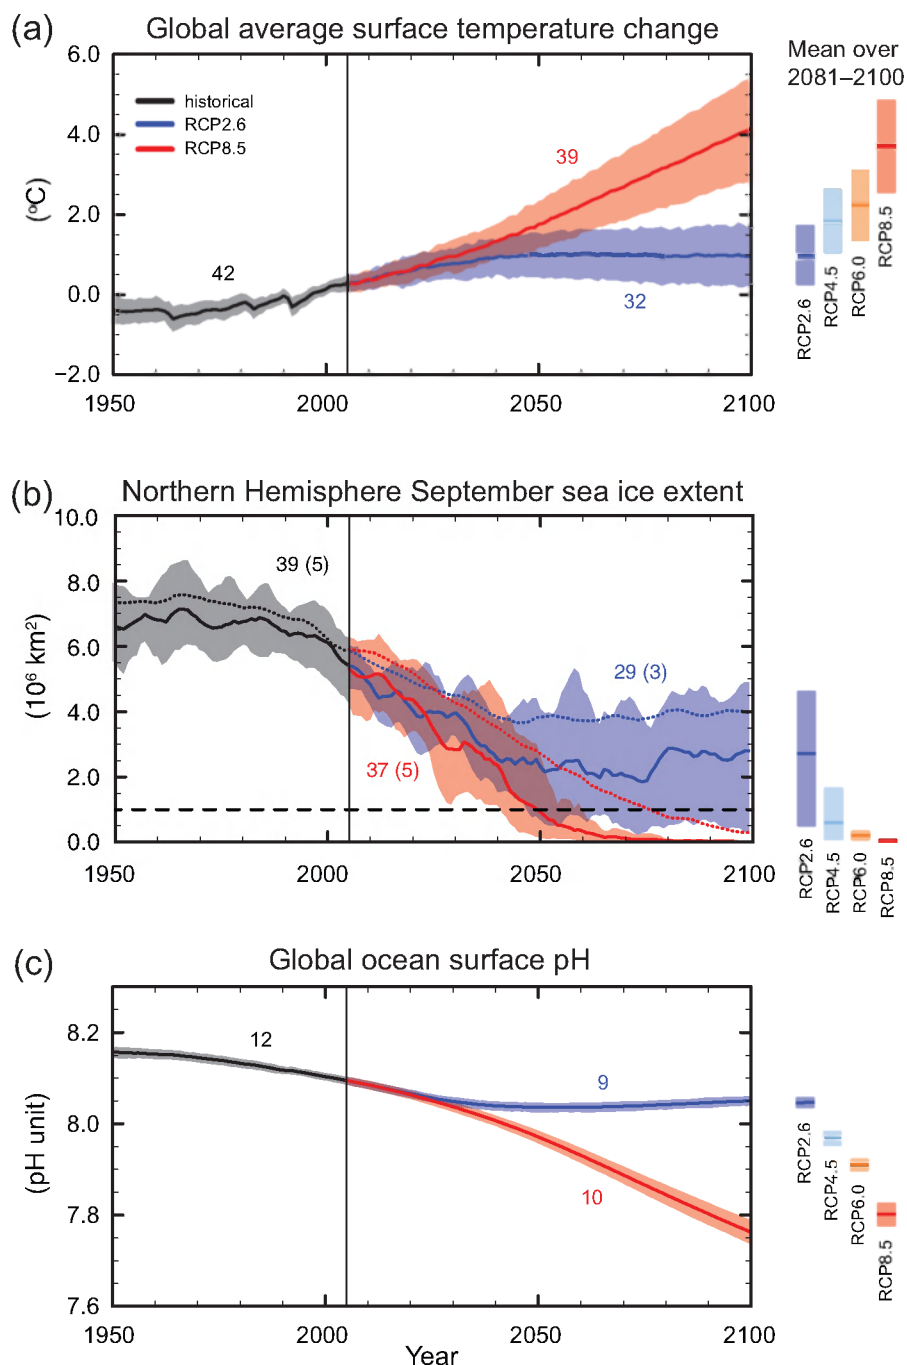 (a) Global average surface temperature change
6.0
4.0
2.0
0.0
−2.0
(ºC)
historical
RCP2.6
RCP8.5
42
39
32
1950 2000 2050 2100
Mean over
2081–2100
RCP2.6
RCP4.5
RCP6.0
RCP8.5
(b) Northern Hemisphere September sea ice extent
10.0
8.0
6.0
4.0
2.0
0.0
(10⁶ km²)
39 (5)
29 (3)
37 (5)
1950 2000 2050 2100
RCP2.6
RCP4.5
RCP6.0
RCP8.5
(c) Global ocean surface pH
8.2
8.0
7.8
7.6
(pH unit)
12
9
10
1950 2000 2050 2100
Year
RCP2.6
RCP4.5
RCP6.0
RCP8.5